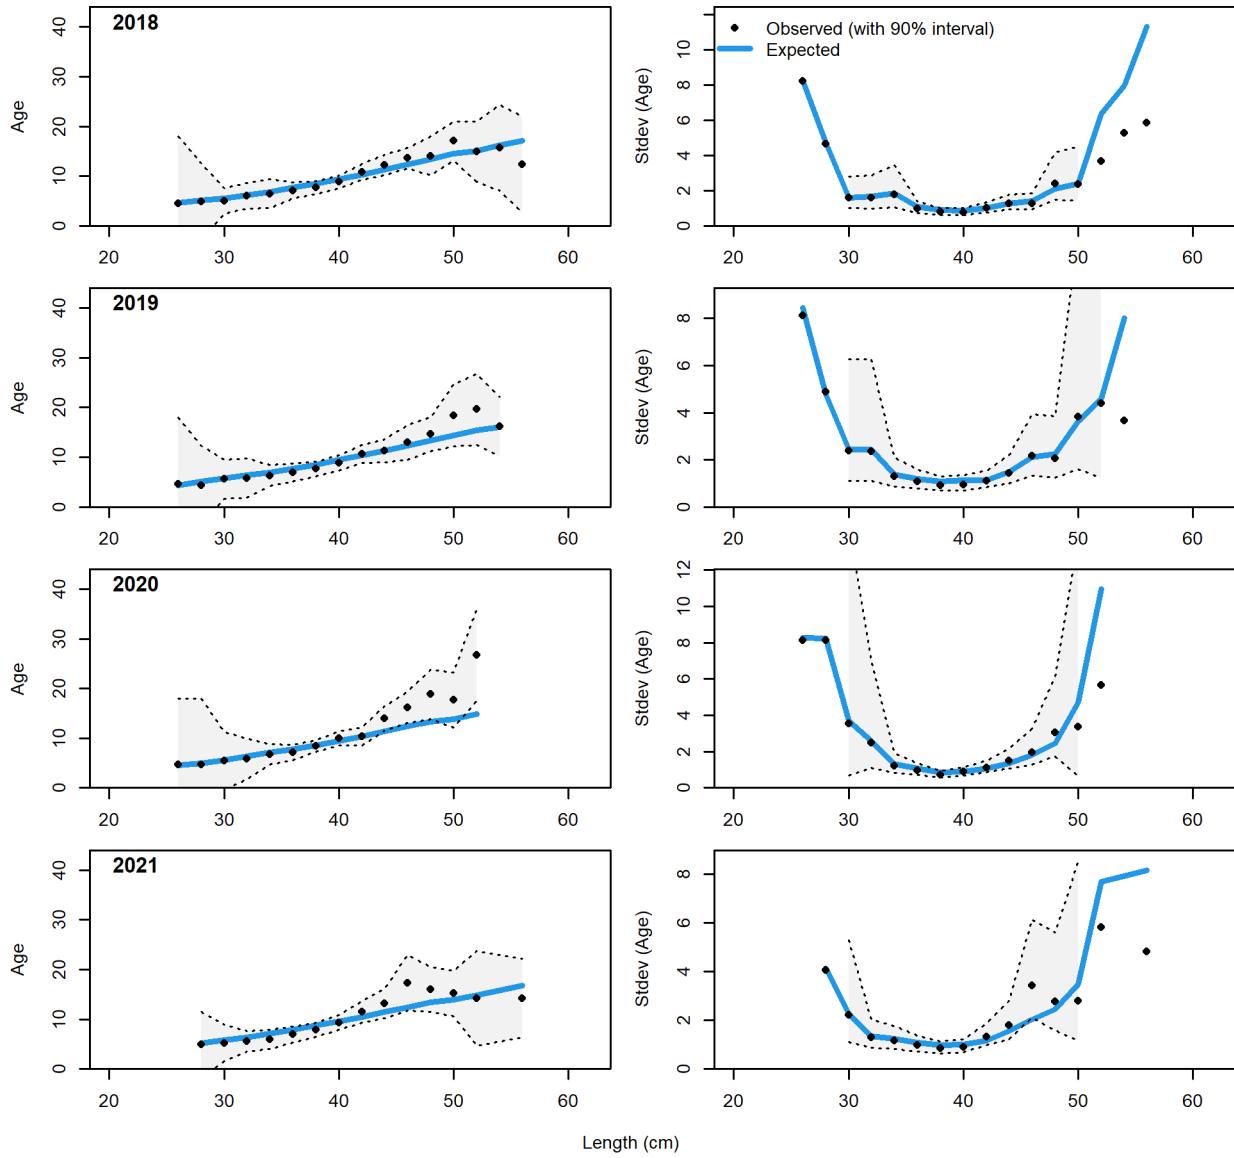 2018
Observed (with 90% interval)
Expected
Age
0 10 20 30 40
20 30 40 50 60
Stdev (Age)
0 2 4 6 8 10
20 30 40 50 60
2019
Age
0 10 20 30 40
20 30 40 50 60
Stdev (Age)
0 2 4 6 8
20 30 40 50 60
2020
Age
0 10 20 30 40
20 30 40 50 60
Stdev (Age)
0 2 4 6 8 10 12
20 30 40 50 60
2021
Age
0 10 20 30 40
20 30 40 50 60
Stdev (Age)
0 2 4 6 8
20 30 40 50 60
Length (cm)